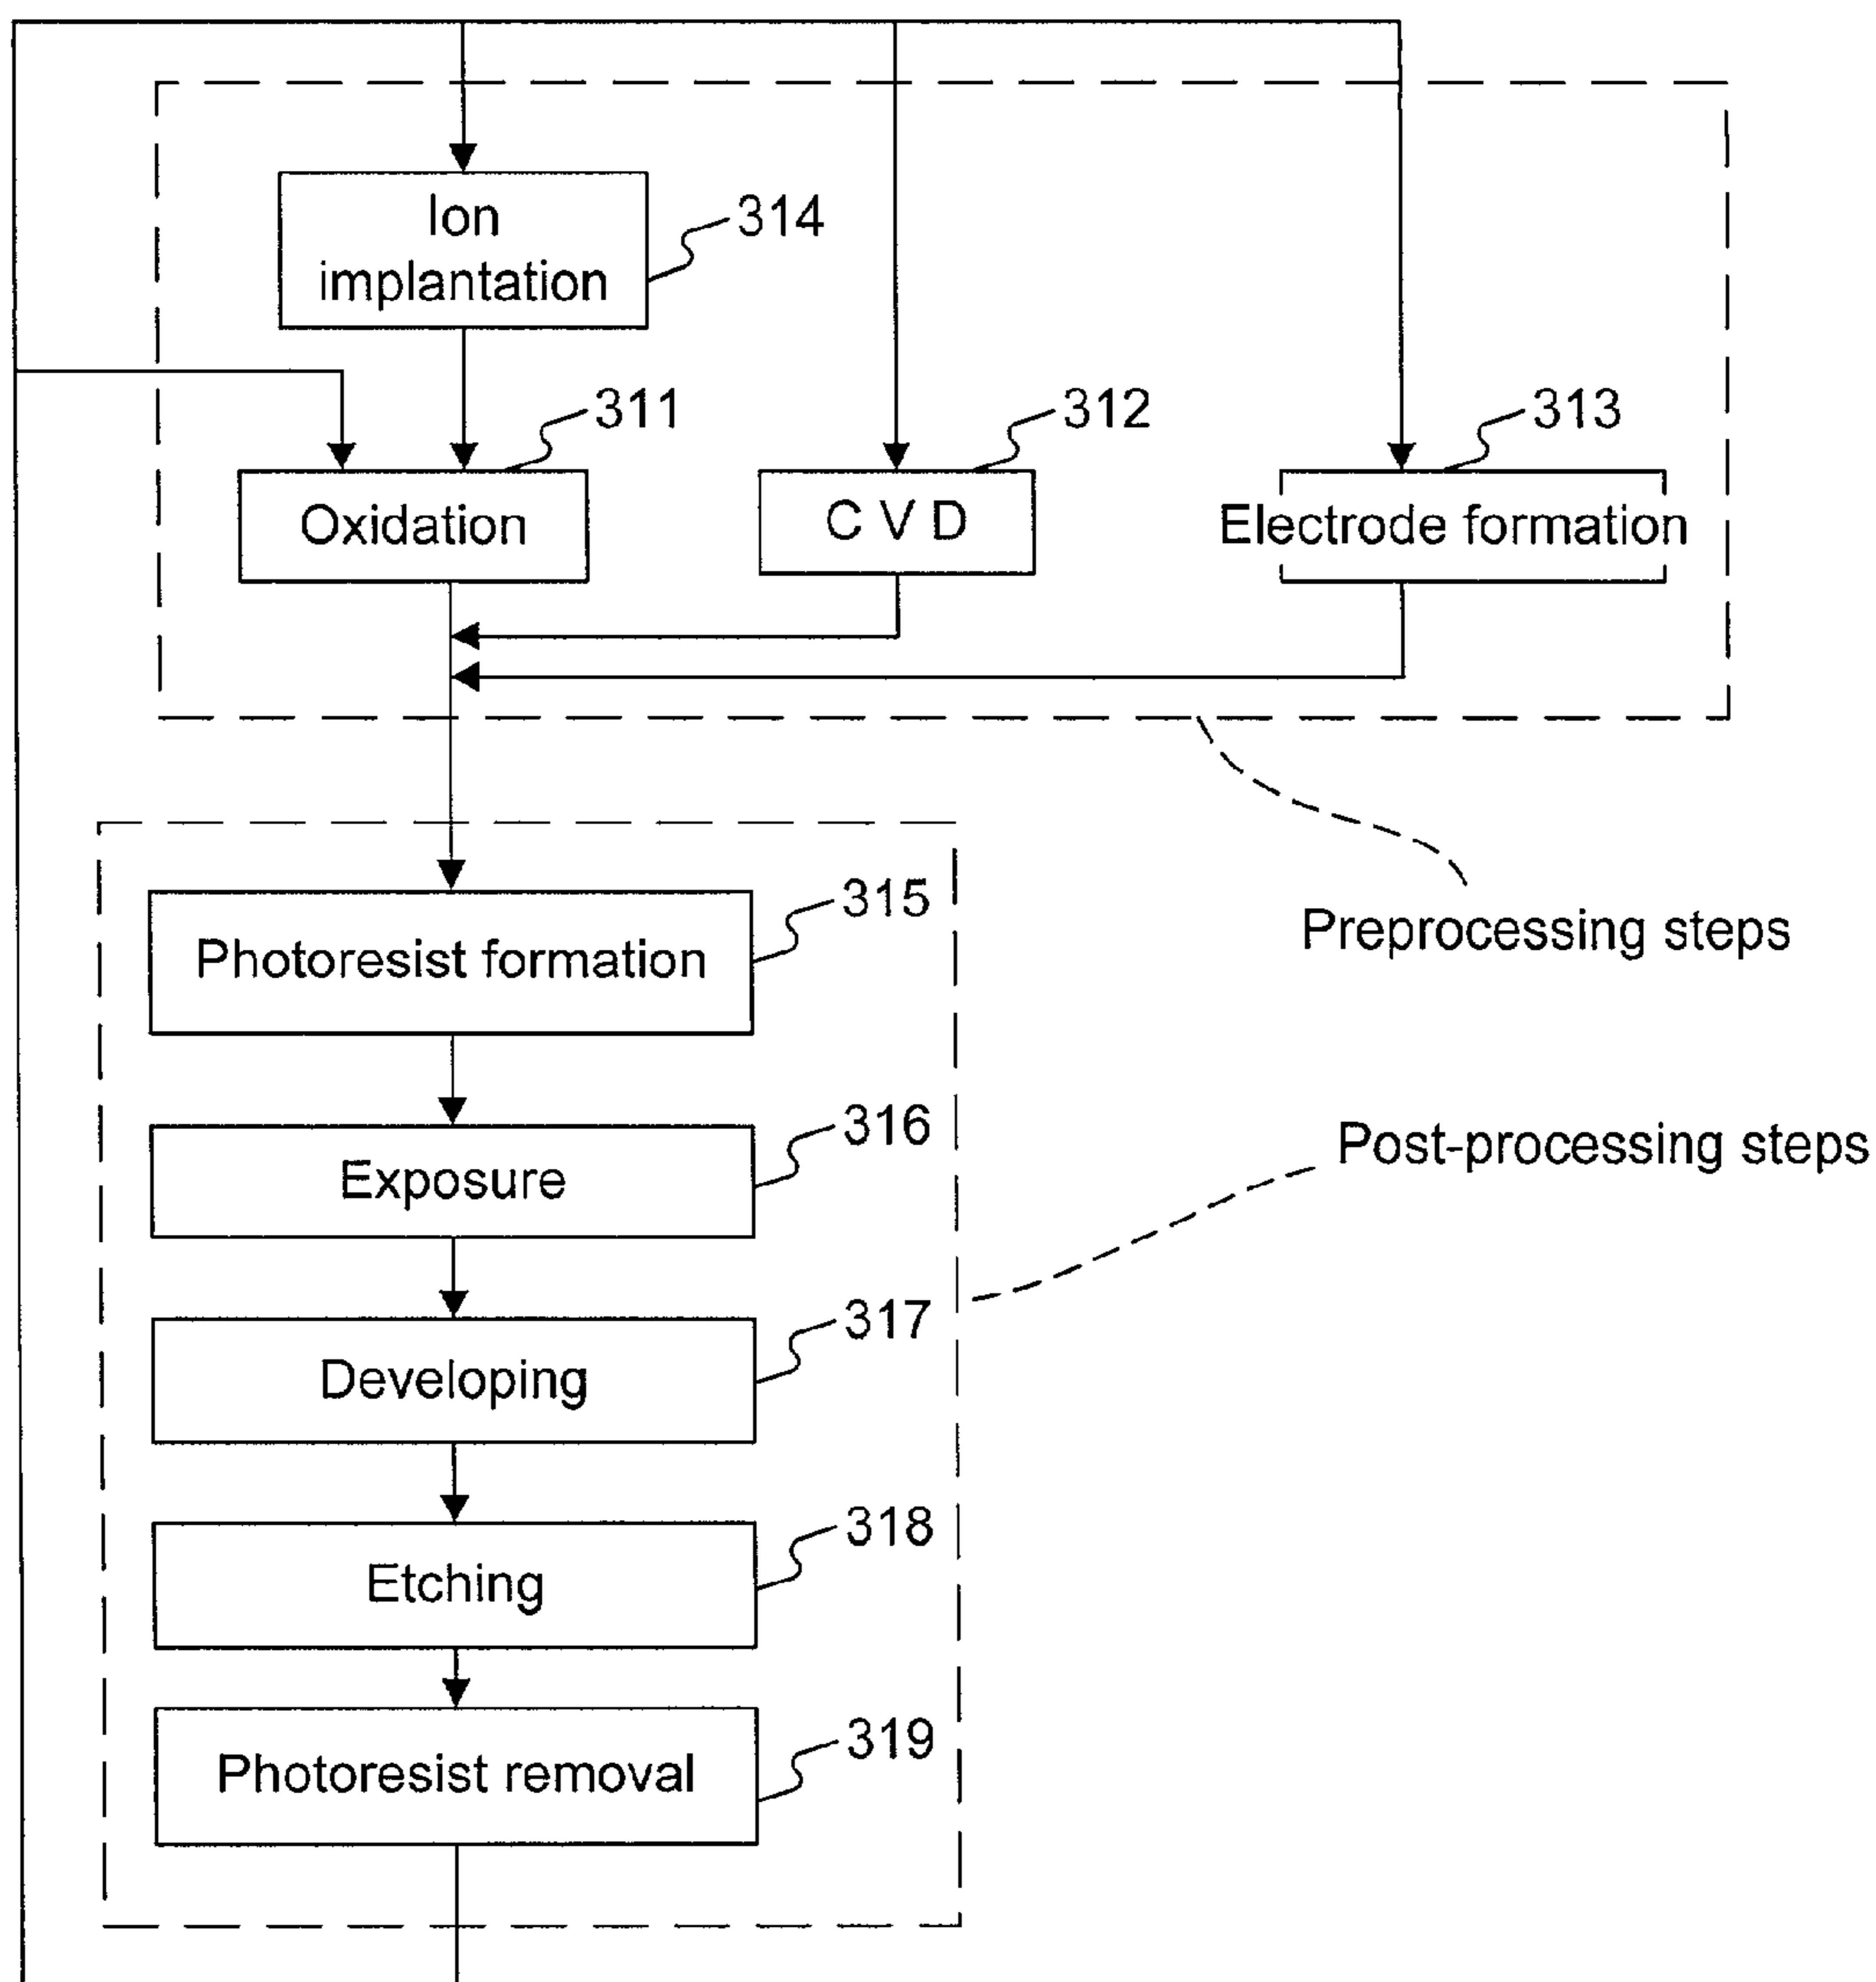 Ion
implantation
314
311
312
313
Oxidation
C V D
Electrode formation
315
Photoresist formation
Preprocessing steps
316
Exposure
Post-processing steps
317
Developing
318
Etching
319
Photoresist removal